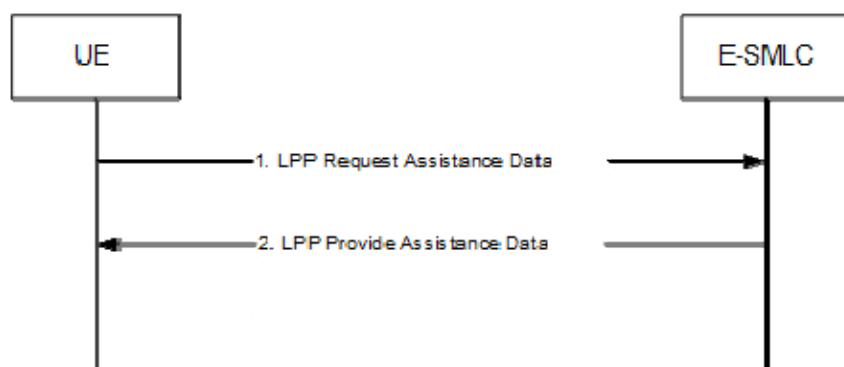 UE
E-SMLC
1. LPP Request Assistance Data
2. LPP Provide Assistance Data